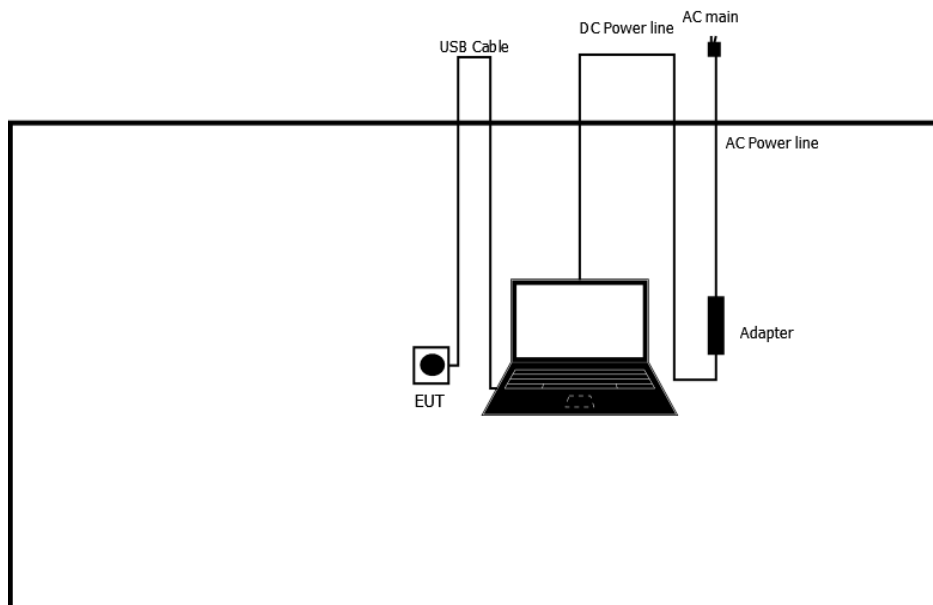 AC main
DC Power line
USB Cable
AC Power line
Adapter
EUT